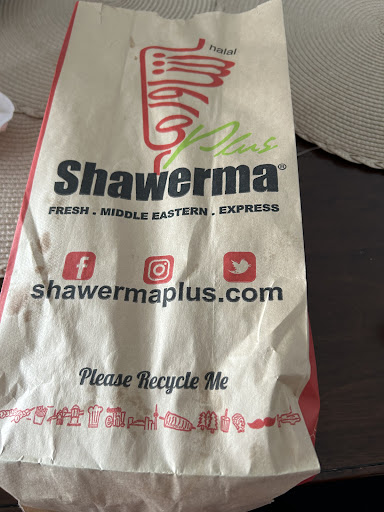 halal
Plus
Shawerma®
FRESH . MIDDLE EASTERN . EXPRESS
shawermaplus.com
Please Recycle Me